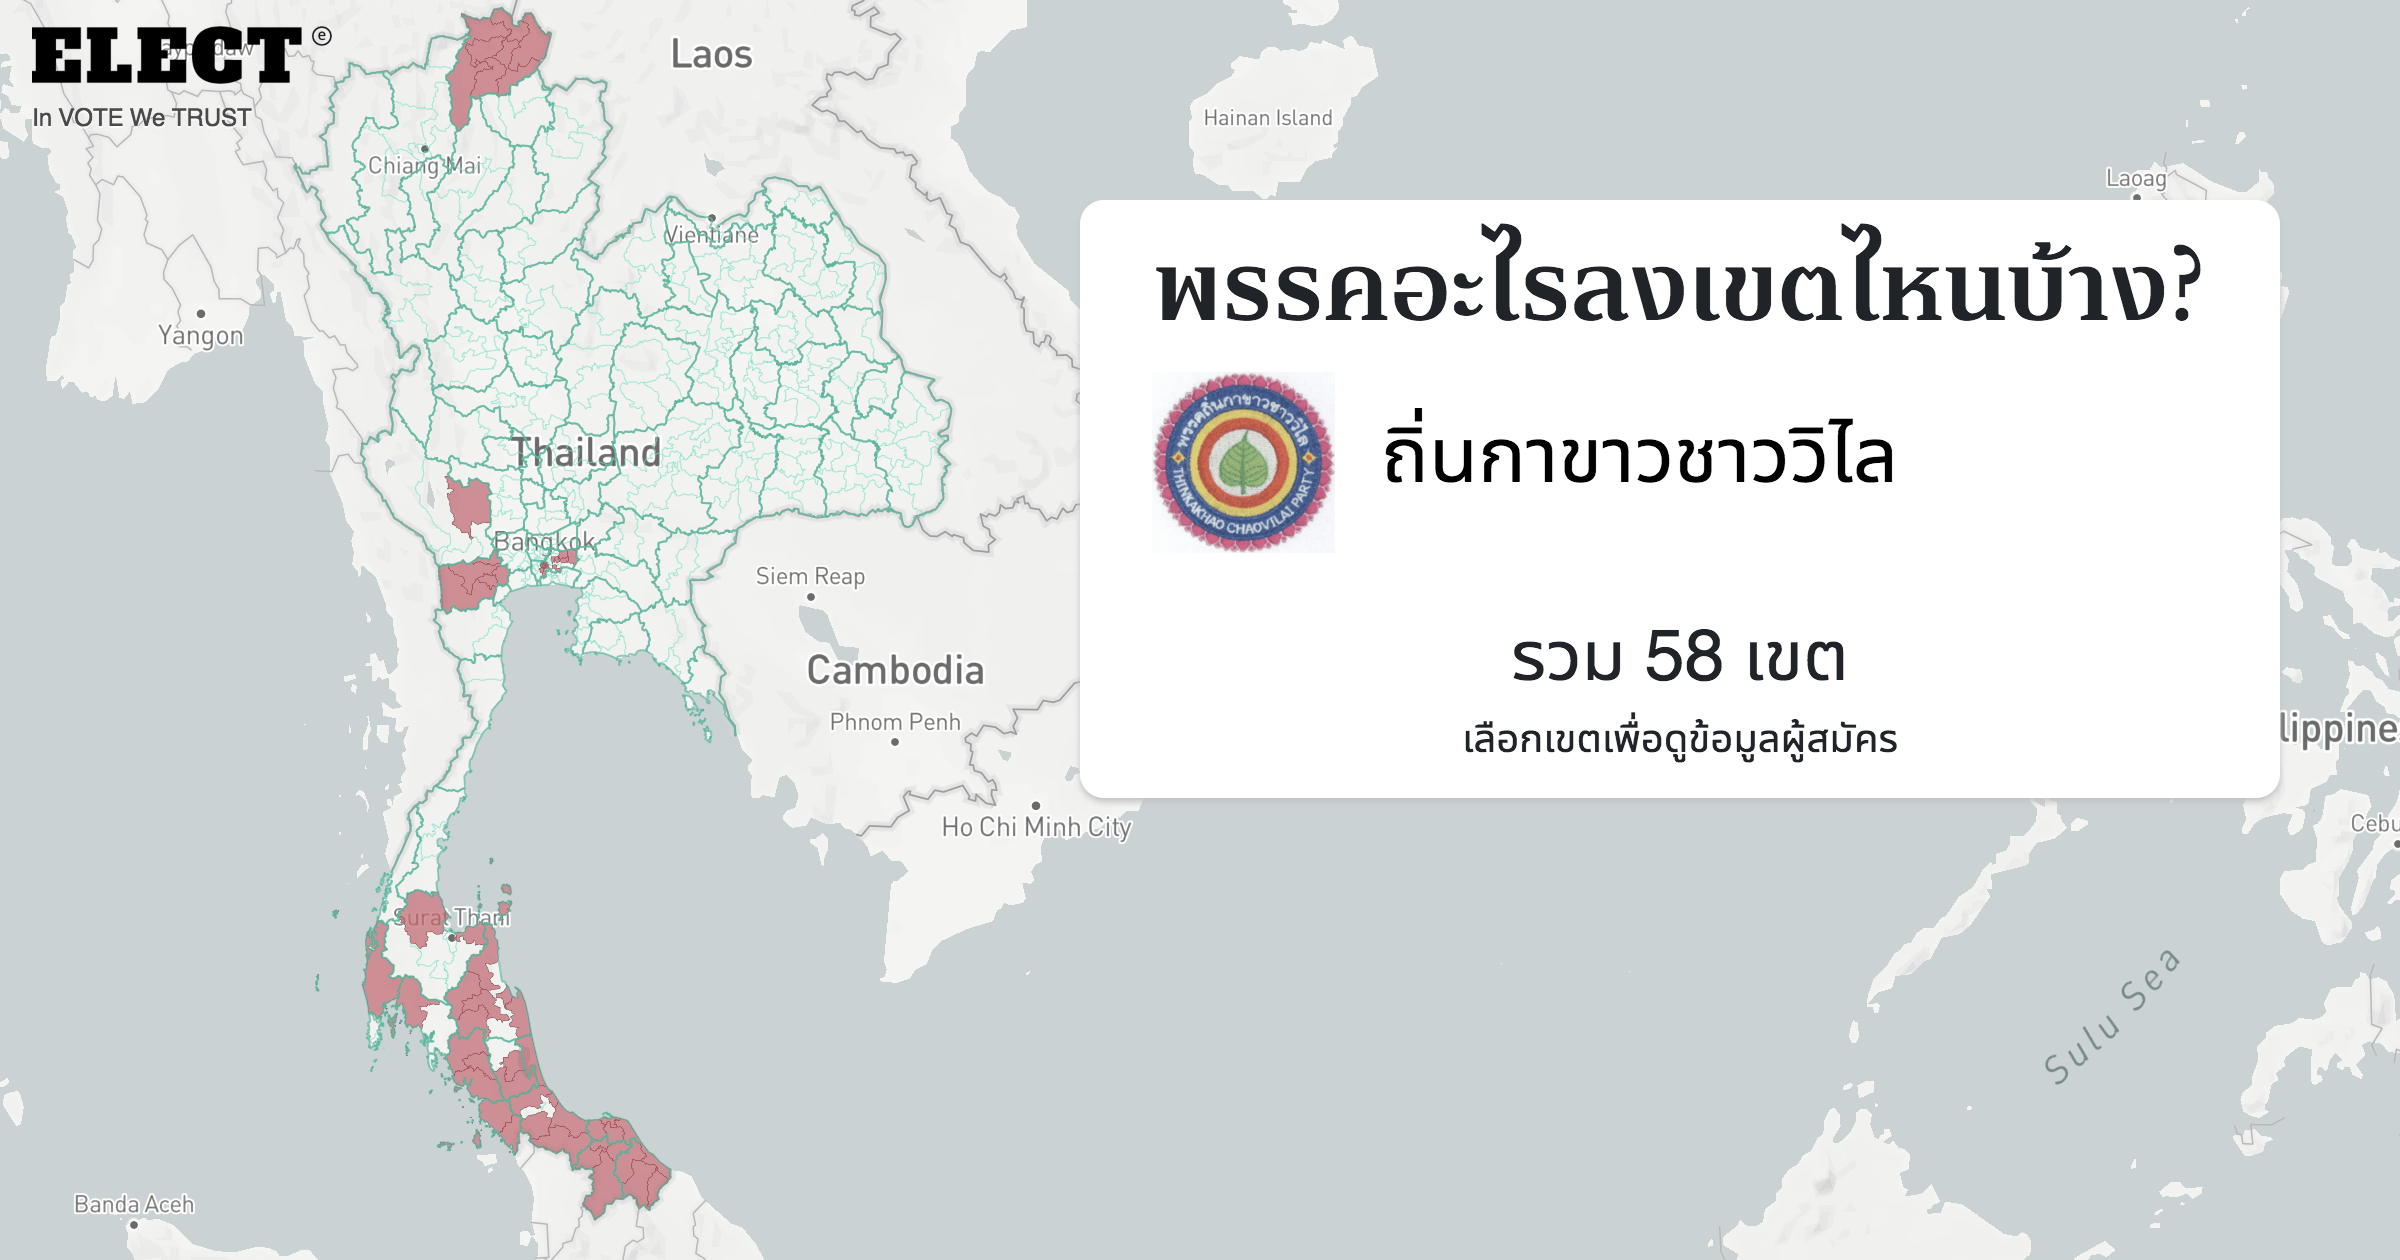 ELECT ⓔ
In VOTE We TRUST
Laos
Hainan Island
Chiang Mai
Laoag
Vientiane
Yangon
Thailand
Bangkok
Siem Reap
Cambodia
Phnom Penh
Ho Chi Minh City
Surat Thani
Banda Aceh
Sulu Sea
Cebu
lippine
พรรคอะไรลงเขตไหนบ้าง?
พรรคถิ่นกาขาวชาววิไล
THINKAKHAO CHAOVILAI PARTY
ถิ่นกาขาวชาววิไล
รวม 58 เขต
เลือกเขตเพื่อดูข้อมูลผู้สมัคร